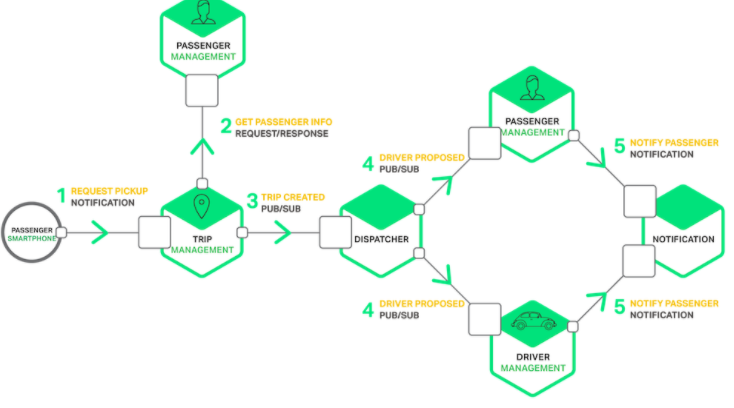 PASSENGER
MANAGEMENT
2 GET PASSENGER INFO
REQUEST/RESPONSE
1 REQUEST PICKUP
NOTIFICATION
PASSENGER
SMARTPHONE
TRIP
MANAGEMENT
3 TRIP CREATED
PUB/SUB
DISPATCHER
4 DRIVER PROPOSED
PUB/SUB
PASSENGER
MANAGEMENT
5 NOTIFY PASSENGER
NOTIFICATION
NOTIFICATION
4 DRIVER PROPOSED
PUB/SUB
DRIVER
MANAGEMENT
5 NOTIFY PASSENGER
NOTIFICATION